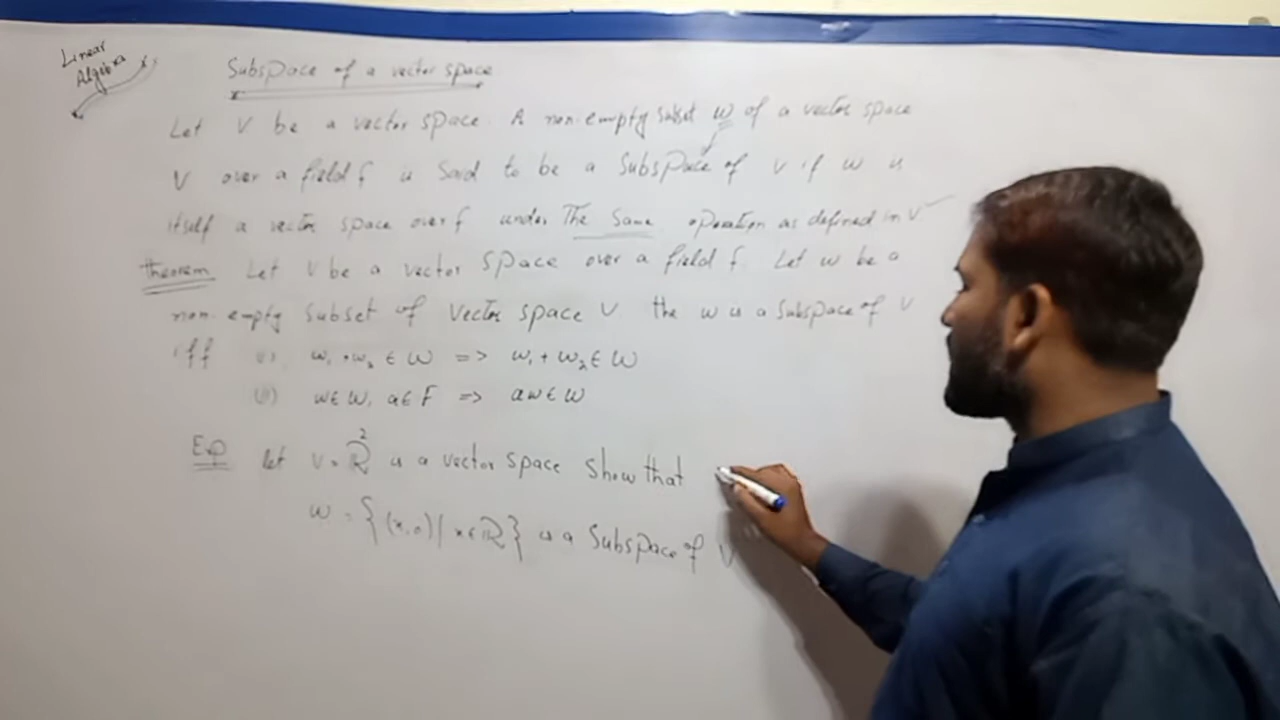 Linear
Algebra
Subspace of a vector space
Let V be a vector space. A non-empty subset W of a vector space
V over a field F is said to be a Subspace of V if W is
itself a vector space over F under The Same operation as defined in V
Theorem Let V be a vector space over a field F. Let W be a
non-empty subset of vector space V the W is a subspace of V
iff (i) w₁, w₂ ∈ W => w₁ + w₂ ∈ W
(ii) w ∈ W, a ∈ F => aw ∈ W
Exp let V = R² is a vector space Show that
W = {(x,0) | x ∈ R} is a Subspace of V